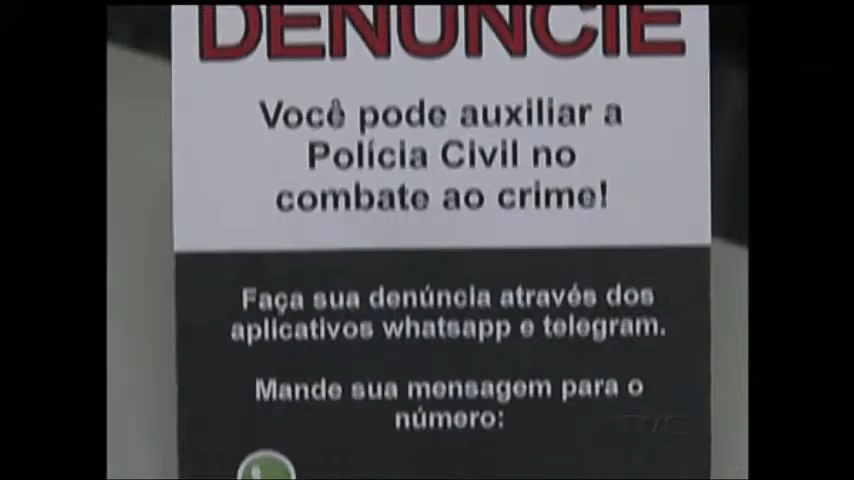 DENUNCIE
Você pode auxiliar a
Polícia Civil no
combate ao crime!
Faça sua denúncia através dos
aplicativos whatsapp e telegram.
Mande sua mensagem para o
número: